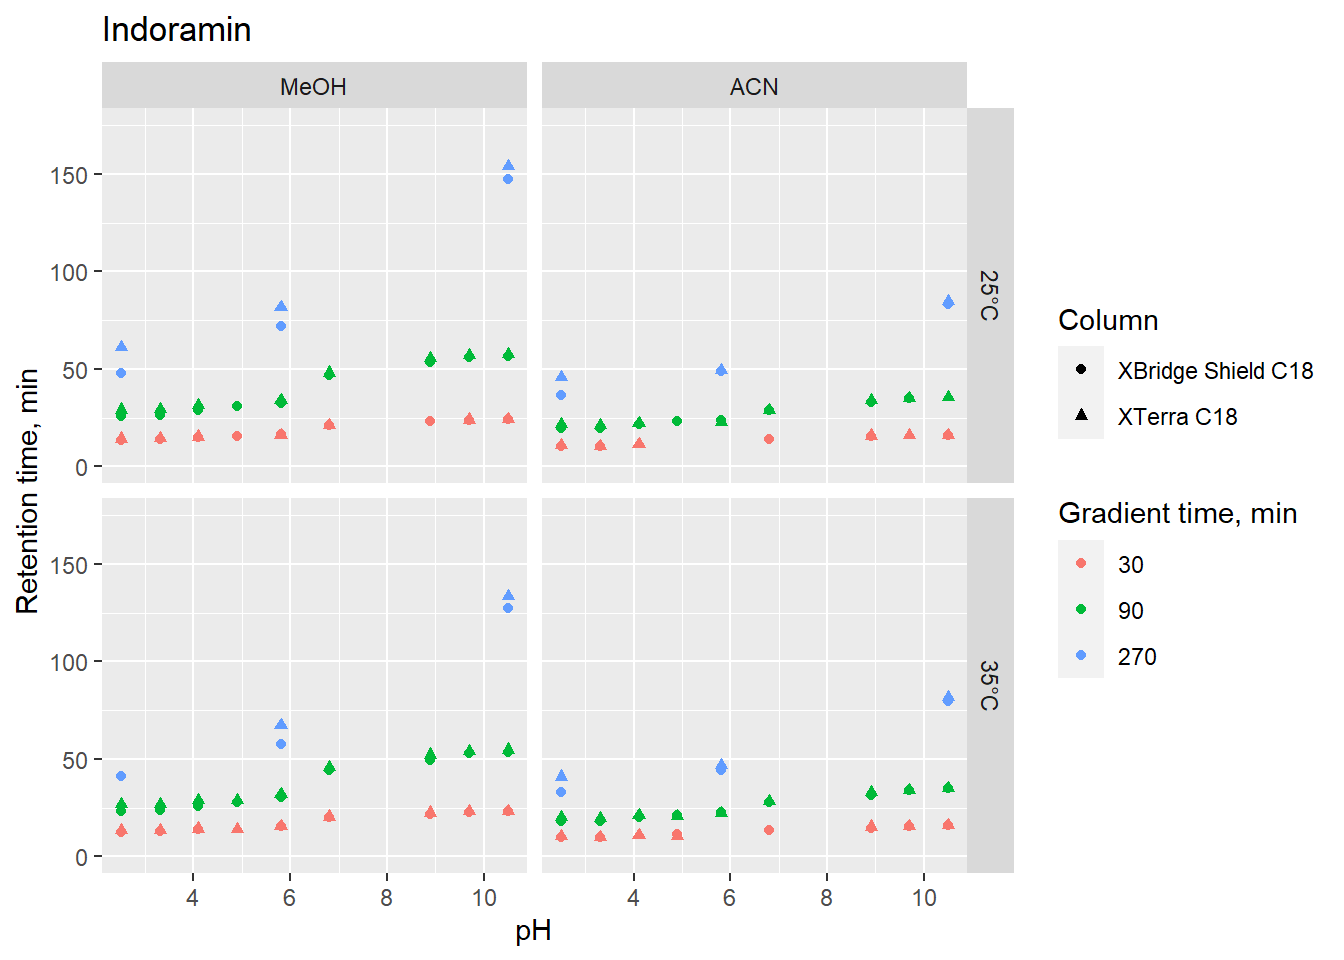 Indoramin
MeOH
ACN
150
100
50
0
25°C
150
100
50
0
35°C
4
6
8
10
4
6
8
10
pH
Retention time, min
Column
XBridge Shield C18
XTerra C18
Gradient time, min
30
90
270